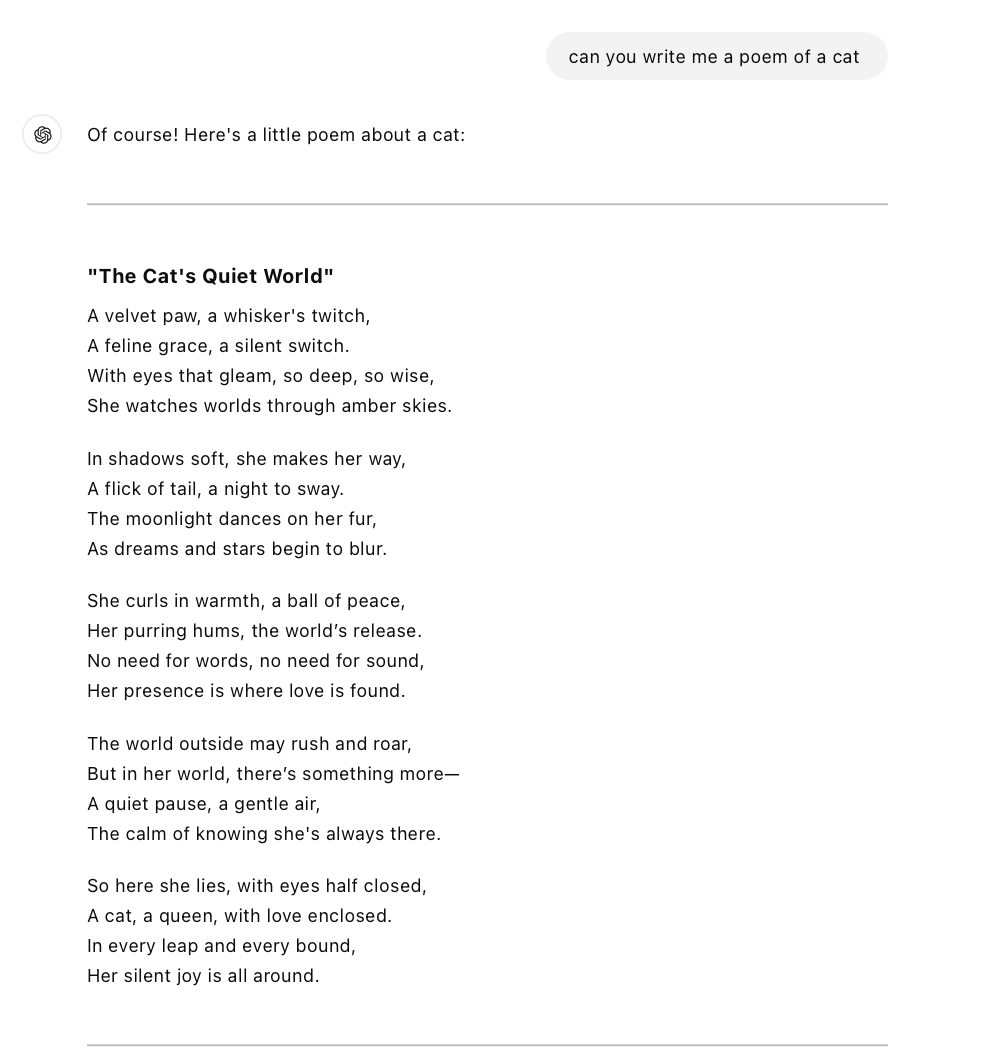 can you write me a poem of a cat
Of course! Here's a little poem about a cat:
"The Cat's Quiet World"
A velvet paw, a whisker's twitch,
A feline grace, a silent switch.
With eyes that gleam, so deep, so wise,
She watches worlds through amber skies.
In shadows soft, she makes her way,
A flick of tail, a night to sway.
The moonlight dances on her fur,
As dreams and stars begin to blur.
She curls in warmth, a ball of peace,
Her purring hums, the world’s release.
No need for words, no need for sound,
Her presence is where love is found.
The world outside may rush and roar,
But in her world, there’s something more—
A quiet pause, a gentle air,
The calm of knowing she's always there.
So here she lies, with eyes half closed,
A cat, a queen, with love enclosed.
In every leap and every bound,
Her silent joy is all around.